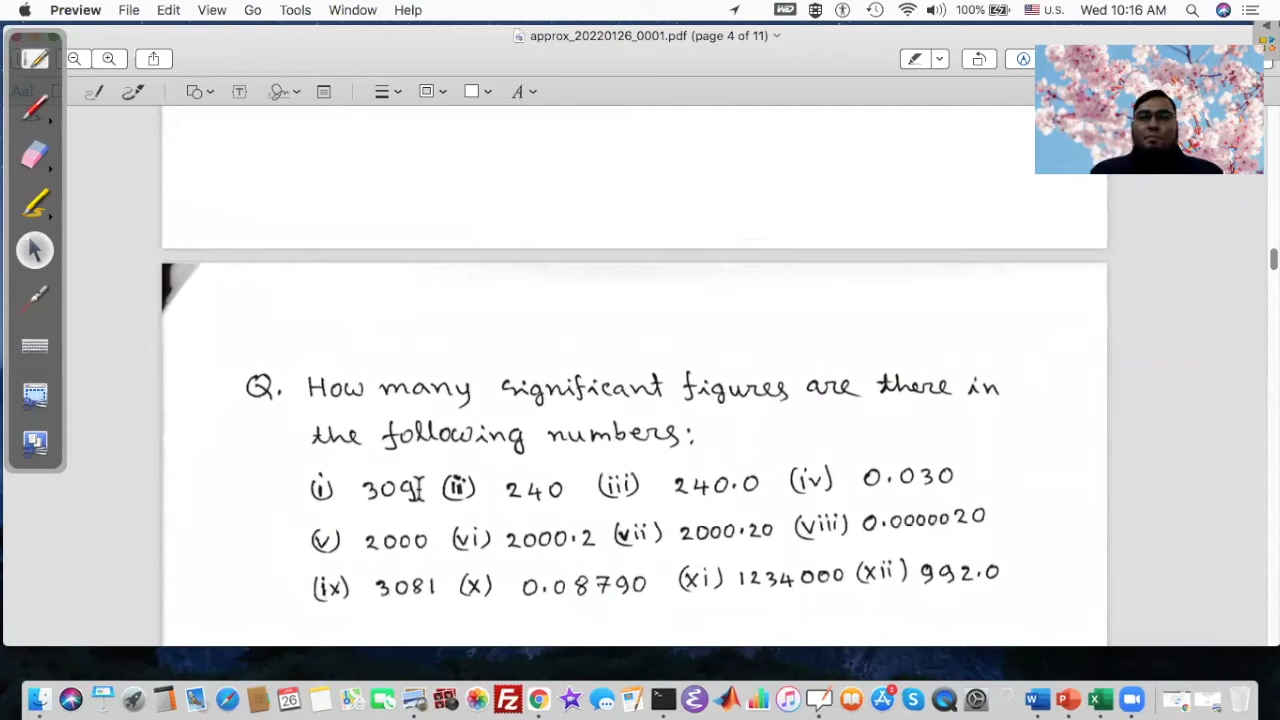 Preview File Edit View Go Tools Window Help 100% U.S. Wed 10:16 AM
approx_20220126_0001.pdf (page 4 of 11)
Q. How many significant figures are there in
the following numbers:
(i) 309 (ii) 240 (iii) 240.0 (iv) 0.030
(v) 2000 (vi) 2000.2 (vii) 2000.20 (viii) 0.0000020
(ix) 3081 (x) 0.08790 (xi) 1234000 (xii) 992.0